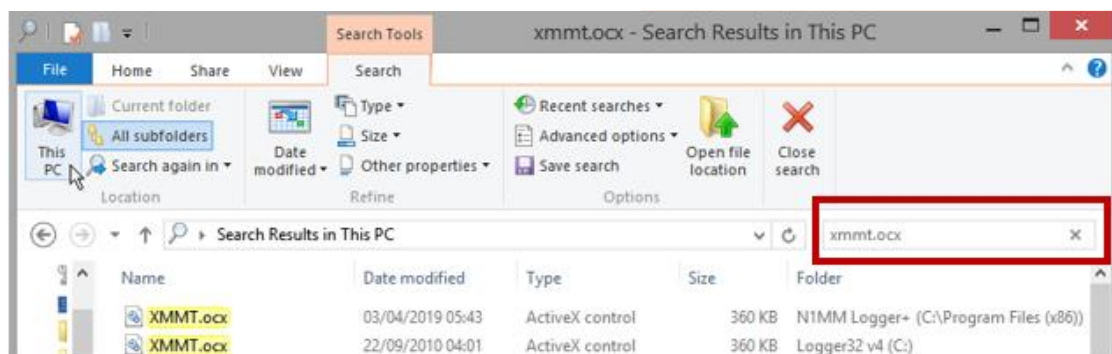 Search Tools
xmmt.ocx - Search Results in This PC
File Home Share View Search
This PC
Current folder
All subfolders
Search again in
Location
Date modified
Type
Size
Other properties
Refine
Recent searches
Advanced options
Save search
Options
Open file location
Close search
Search Results in This PC
xmmt.ocx
Name Date modified Type Size Folder
XMMT.ocx 03/04/2019 05:43 ActiveX control 360 KB N1MM Logger+ (C:\Program Files (x86))
XMMT.ocx 22/09/2010 04:01 ActiveX control 360 KB Logger32 v4 (C:)